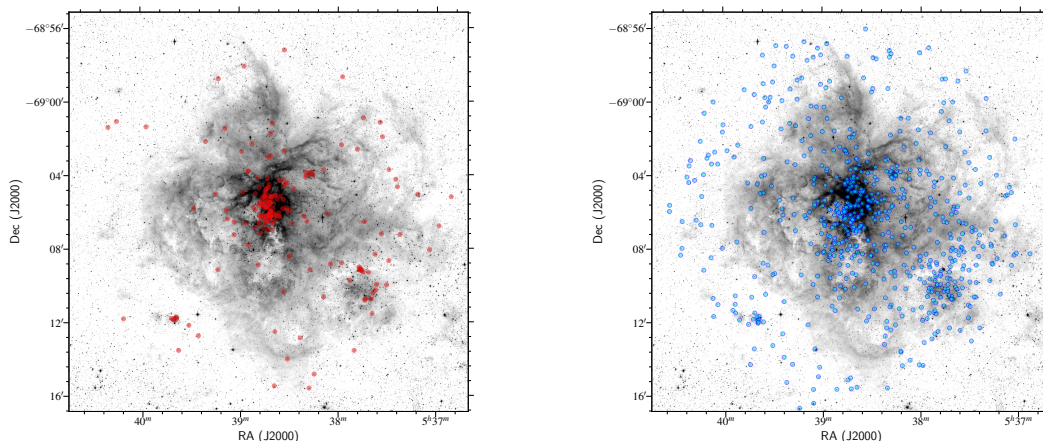 −68°56′
−69°00′
04′
08′
12′
16′
Dec (J2000)
40ᵐ
39ᵐ
38ᵐ
5ʰ37ᵐ
RA (J2000)
−68°56′
−69°00′
04′
08′
12′
16′
Dec (J2000)
40ᵐ
39ᵐ
38ᵐ
5ʰ37ᵐ
RA (J2000)